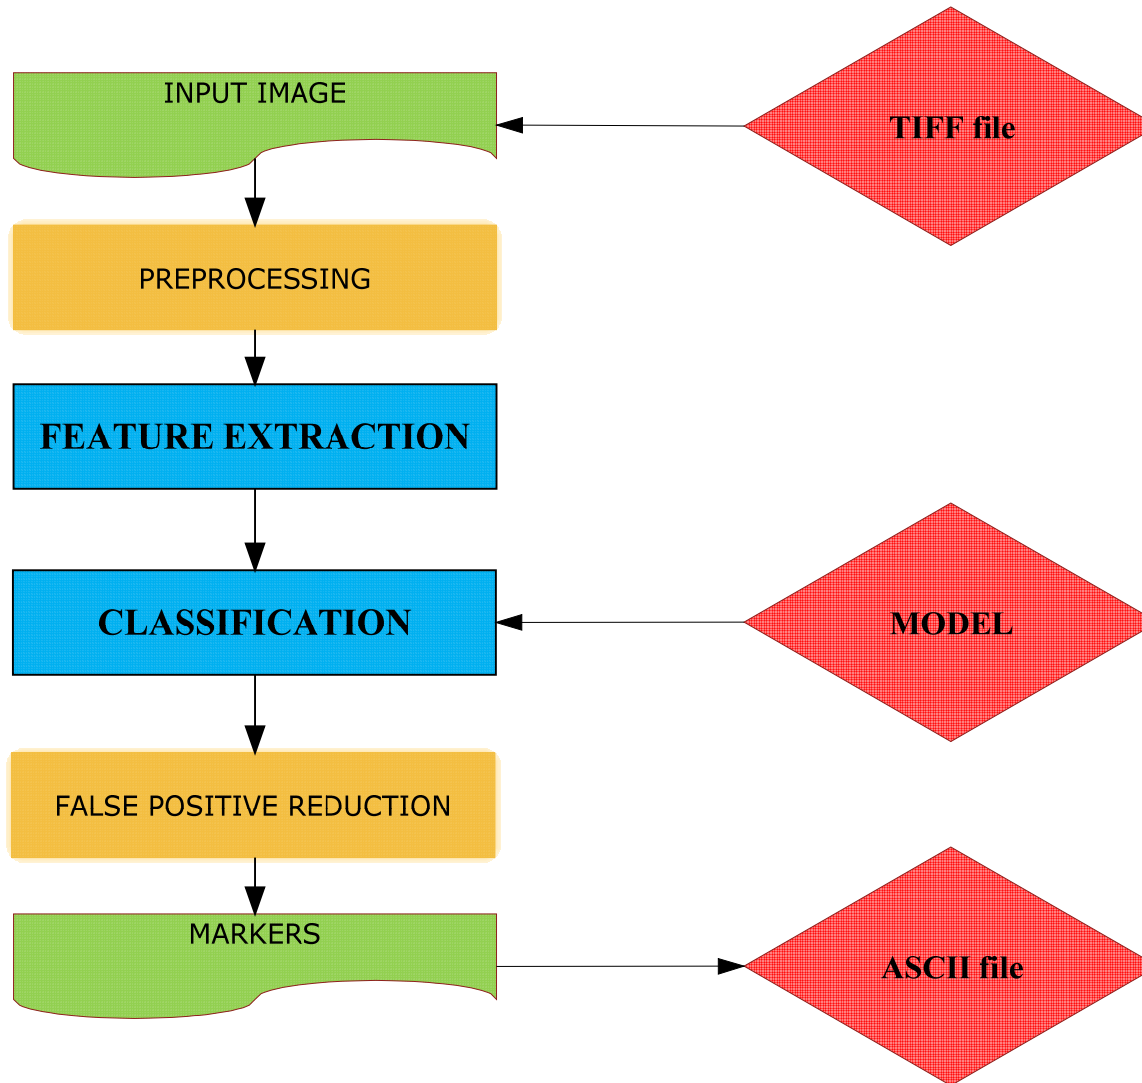 INPUT IMAGE
TIFF file
PREPROCESSING
FEATURE EXTRACTION
CLASSIFICATION
MODEL
FALSE POSITIVE REDUCTION
MARKERS
ASCII file